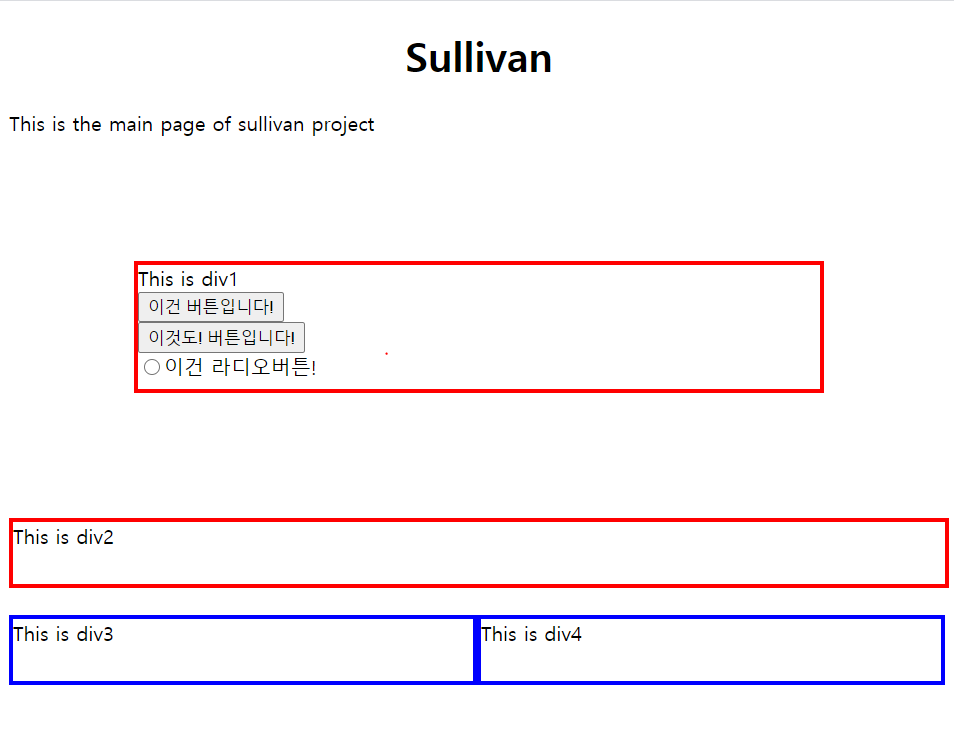 Sullivan
This is the main page of sullivan project
This is div1
이건 버튼입니다!
이것도! 버튼입니다!
이건 라디오버튼!
This is div2
This is div3
This is div4